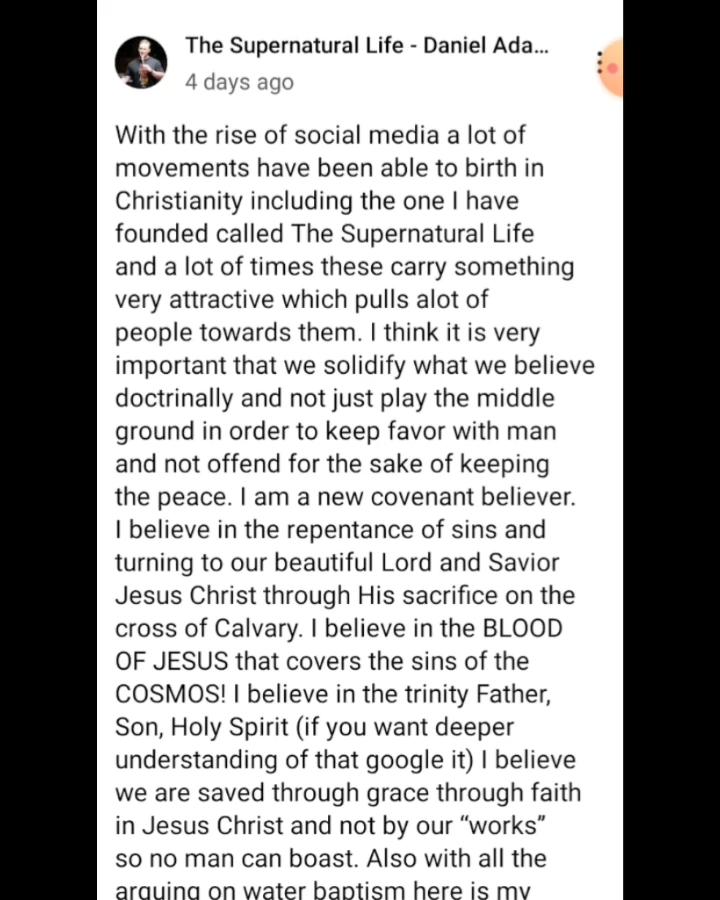 The Supernatural Life - Daniel Ada...
4 days ago
With the rise of social media a lot of
movements have been able to birth in
Christianity including the one I have
founded called The Supernatural Life
and a lot of times these carry something
very attractive which pulls alot of
people towards them. I think it is very
important that we solidify what we believe
doctrinally and not just play the middle
ground in order to keep favor with man
and not offend for the sake of keeping
the peace. I am a new covenant believer.
I believe in the repentance of sins and
turning to our beautiful Lord and Savior
Jesus Christ through His sacrifice on the
cross of Calvary. I believe in the BLOOD
OF JESUS that covers the sins of the
COSMOS! I believe in the trinity Father,
Son, Holy Spirit (if you want deeper
understanding of that google it) I believe
we are saved through grace through faith
in Jesus Christ and not by our “works”
so no man can boast. Also with all the
arguing on water baptism here is my